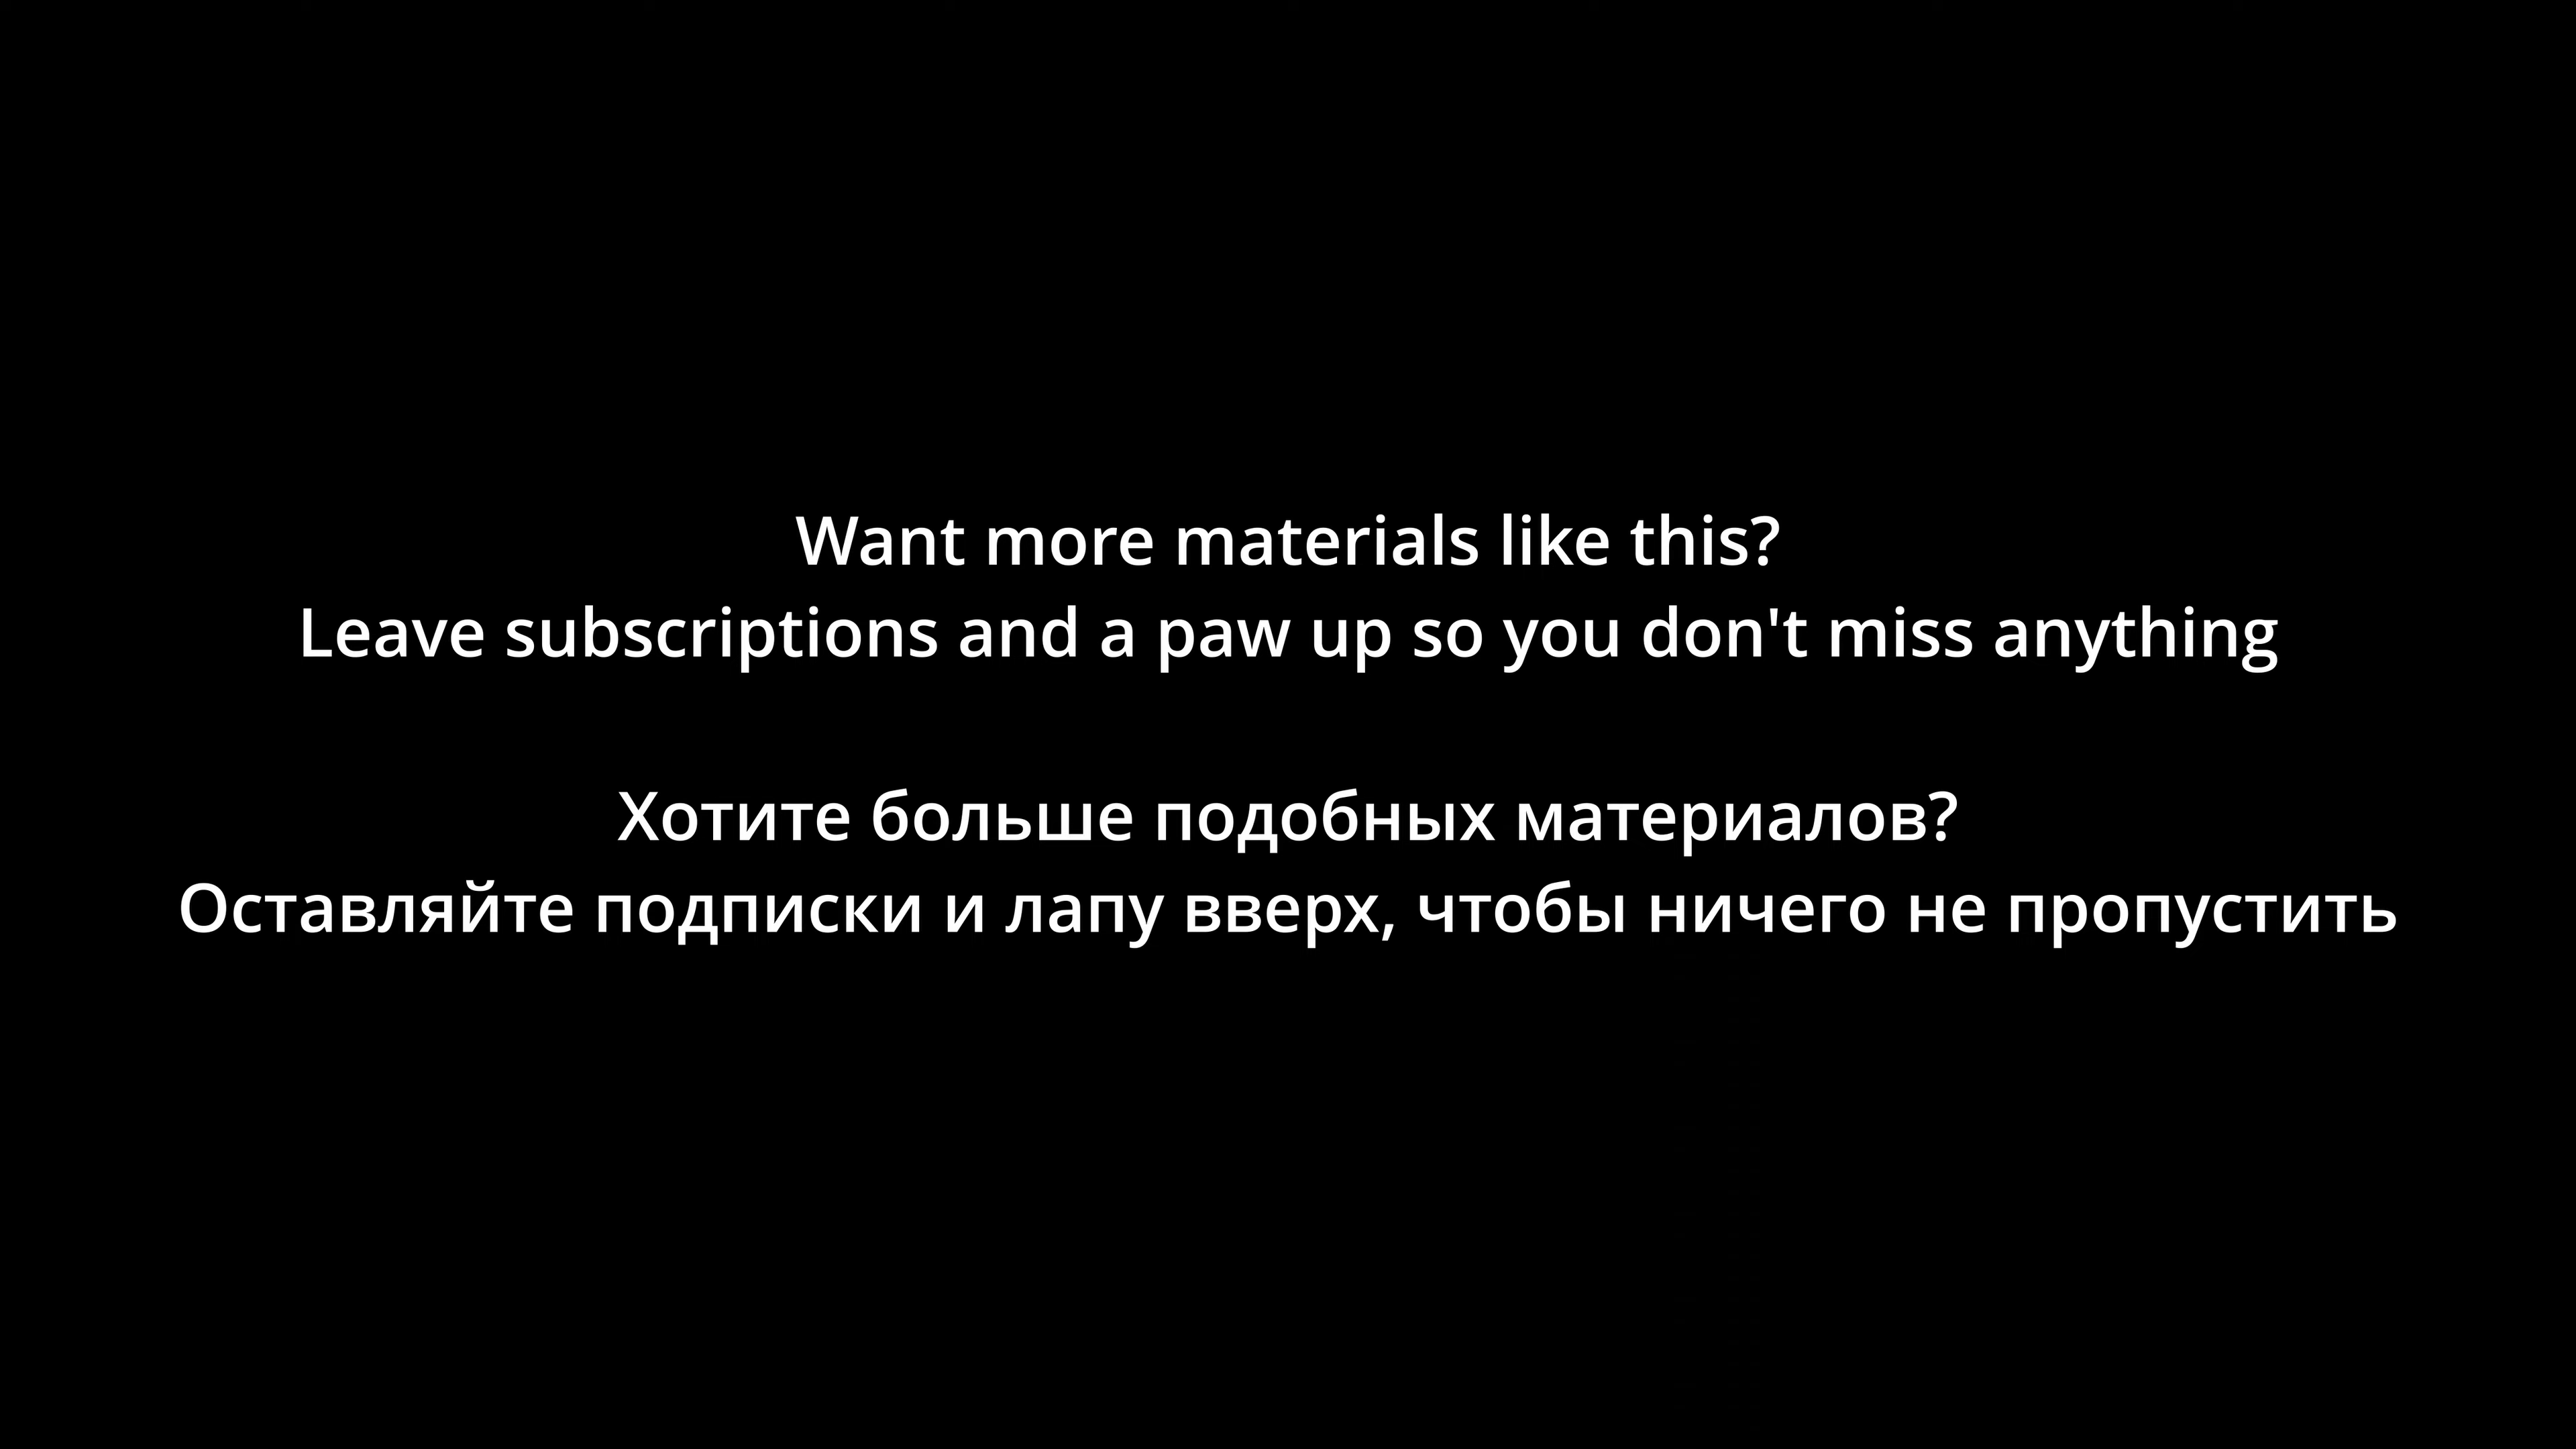 Want more materials like this?
Leave subscriptions and a paw up so you don't miss anything
Хотите больше подобных материалов?
Оставляйте подписки и лапу вверх, чтобы ничего не пропустить